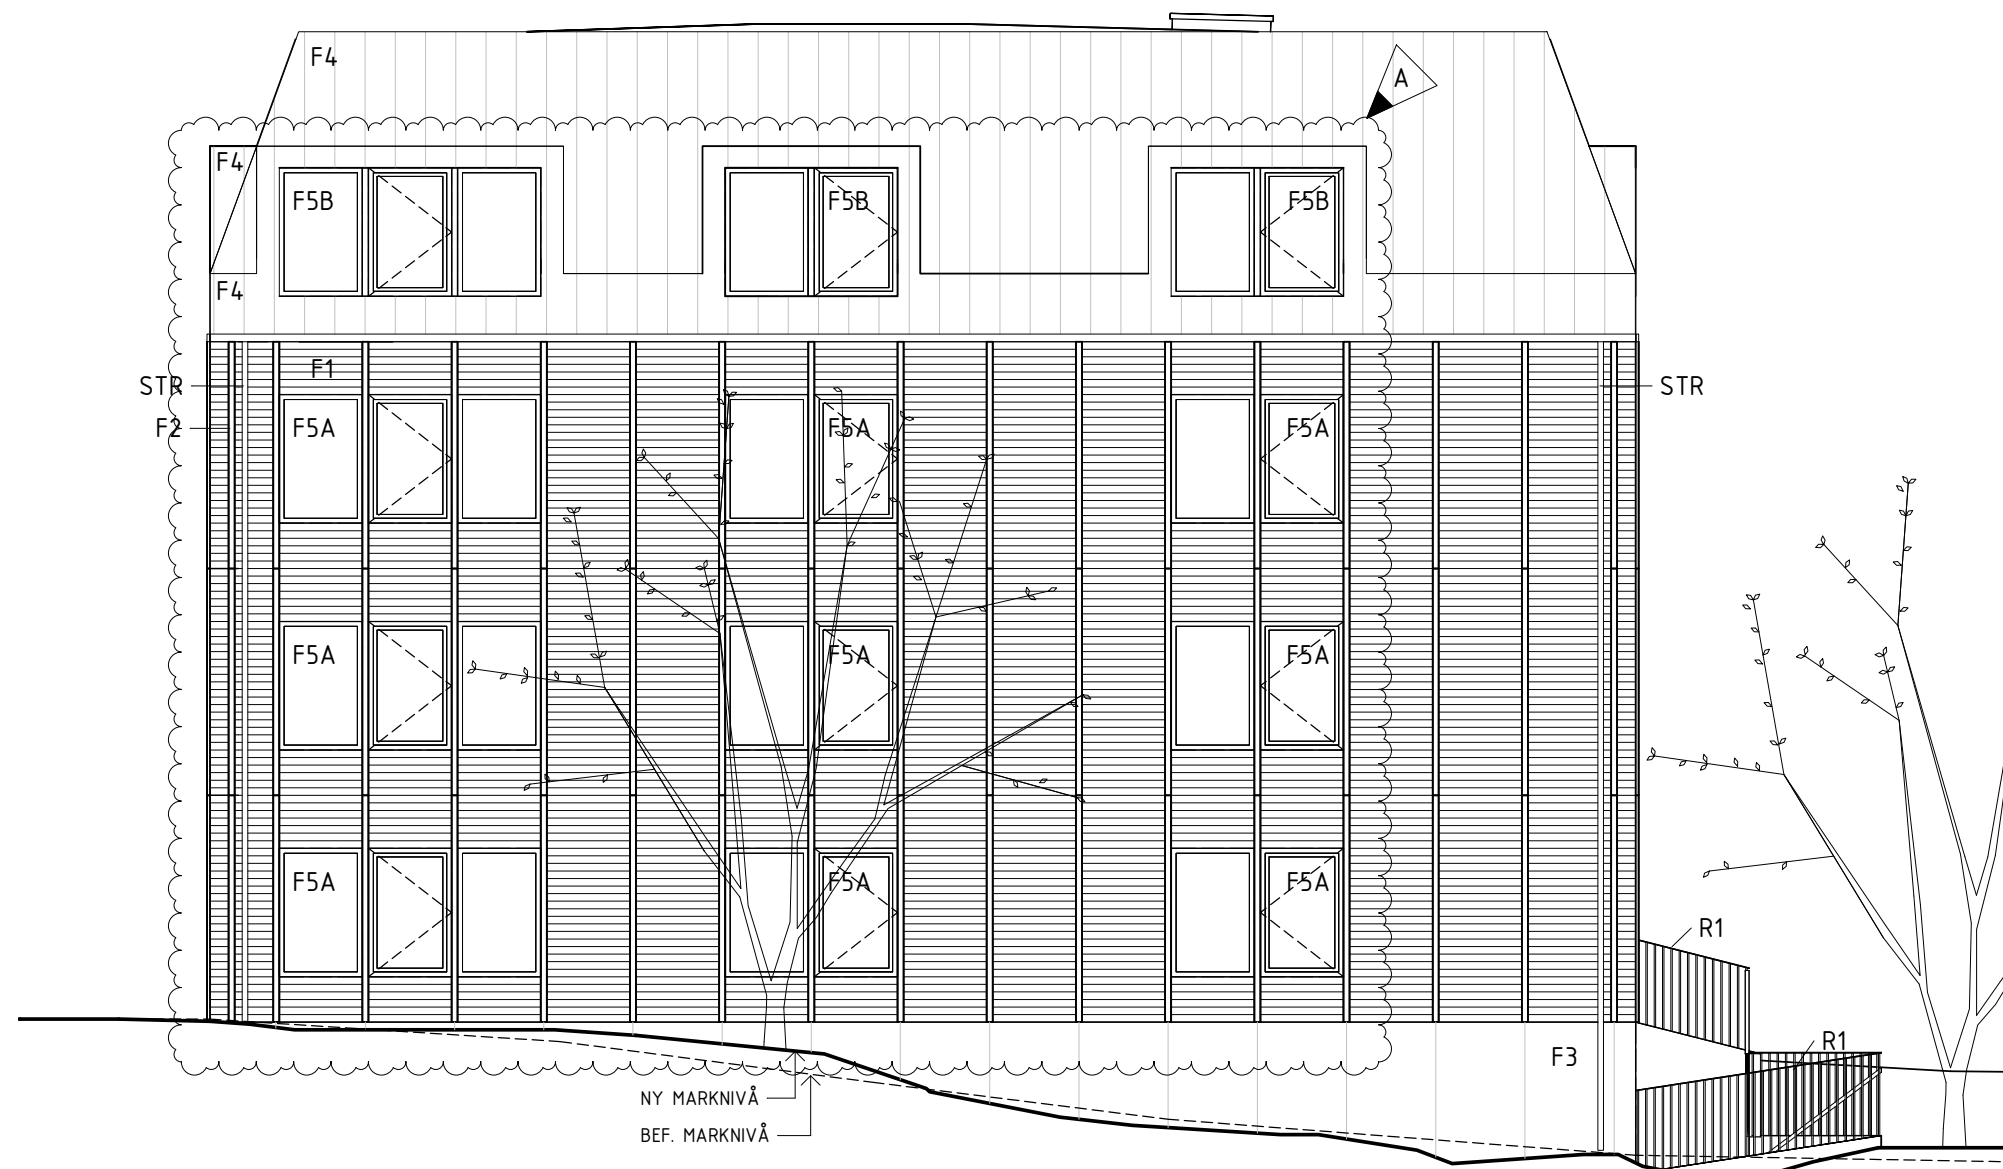 F4
A
F4
F5B F5B F5B
F4
F1
STR STR
F2 F5A F5A F5A
F5A F5A F5A
F5A F5A F5A
R1
R1
F3
NY MARKNIVÅ
BEF. MARKNIVÅ